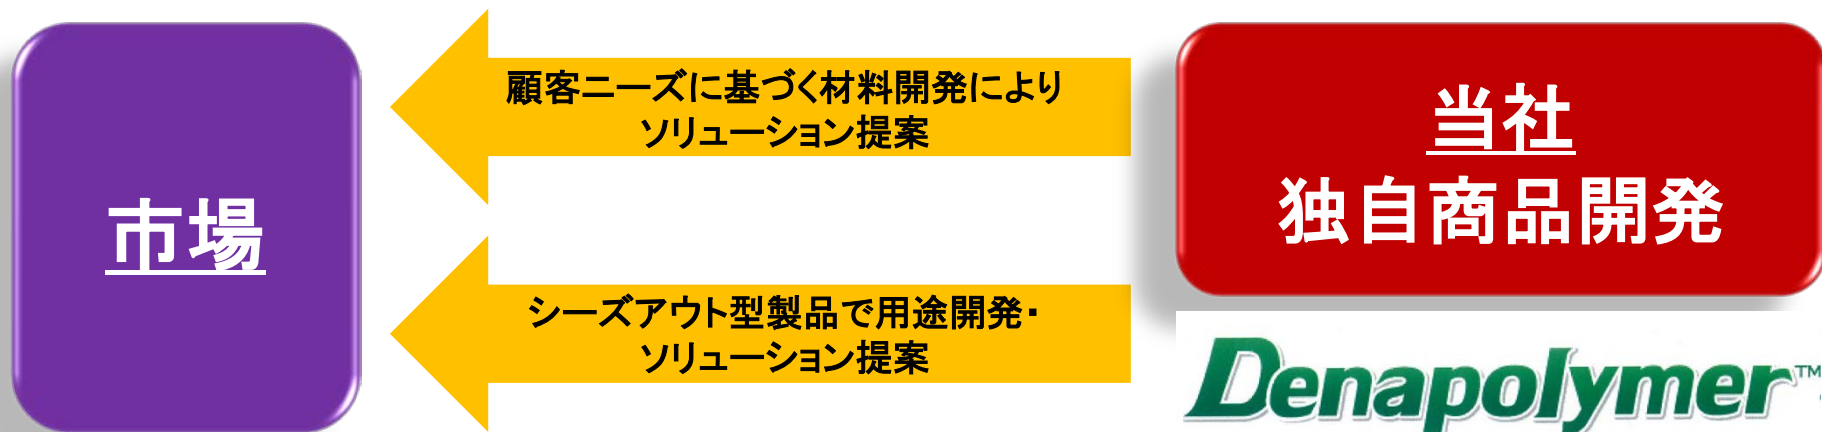 市場
顧客ニーズに基づく材料開発により
ソリューション提案
シーズアウト型製品で用途開発・
ソリューション提案
当社
独自商品開発
Denapolymer™